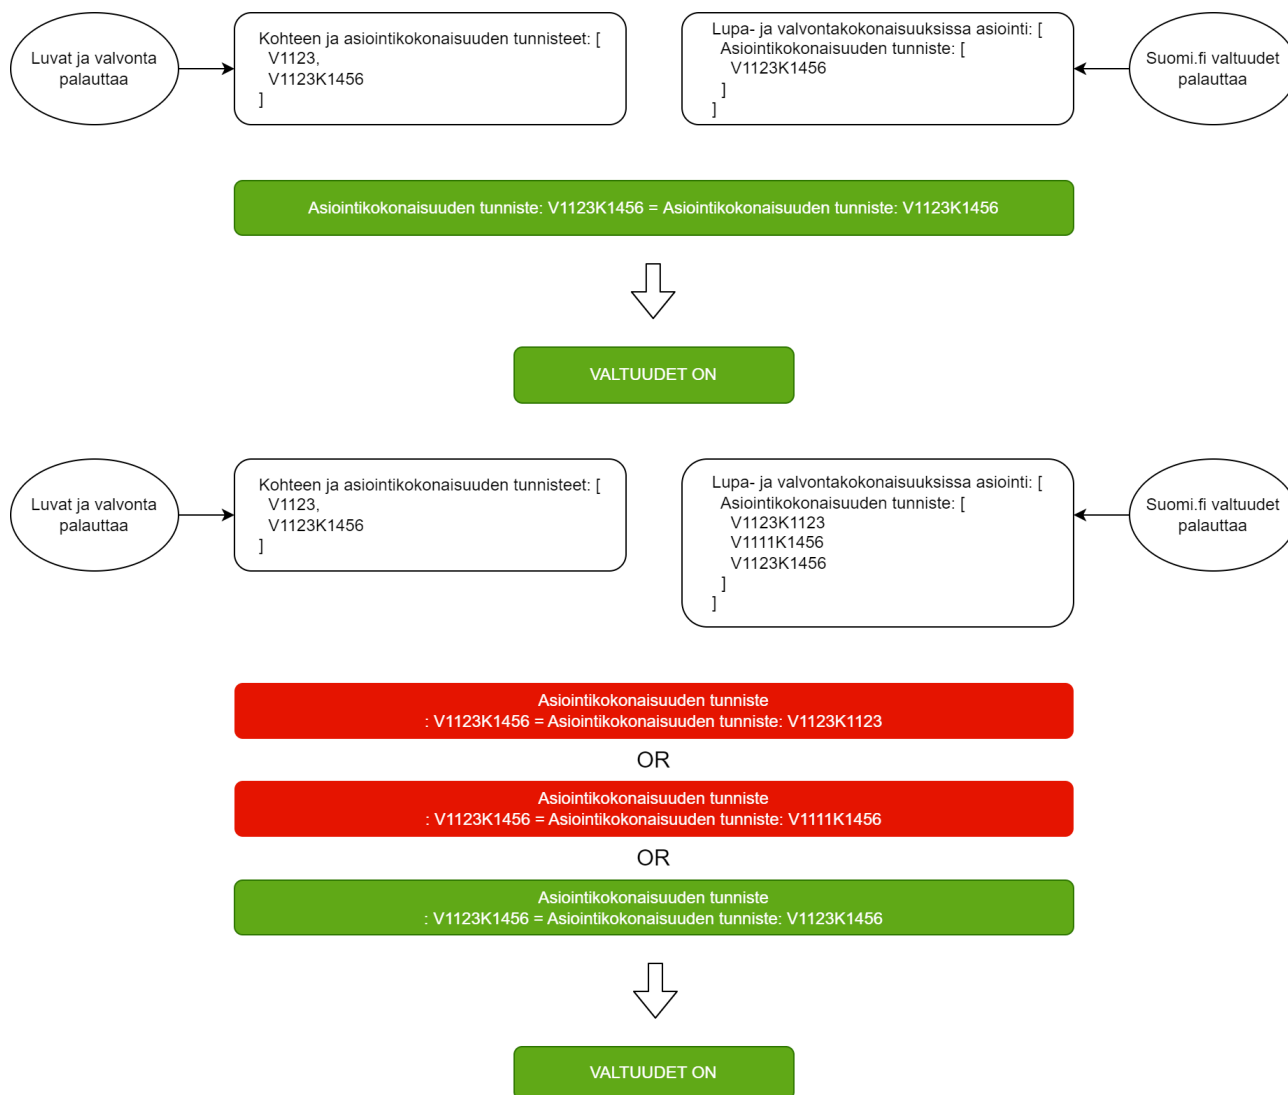 Luvat ja valvonta
palauttaa
Kohteen ja asiointikokonaisuuden tunnisteet: [
V1123,
V1123K1456
]
Lupa- ja valvontakokonaisuuksissa asiointi: [
Asiointikokonaisuuden tunniste: [
V1123K1456
]
]
Suomi.fi valtuudet
palauttaa
Asiointikokonaisuuden tunniste: V1123K1456 = Asiointikokonaisuuden tunniste: V1123K1456
VALTUUDET ON
Luvat ja valvonta
palauttaa
Kohteen ja asiointikokonaisuuden tunnisteet: [
V1123,
V1123K1456
]
Lupa- ja valvontakokonaisuuksissa asiointi: [
Asiointikokonaisuuden tunniste: [
V1123K1123
V1111K1456
V1123K1456
]
]
Suomi.fi valtuudet
palauttaa
Asiointikokonaisuuden tunniste
: V1123K1456 = Asiointikokonaisuuden tunniste: V1123K1123
OR
Asiointikokonaisuuden tunniste
: V1123K1456 = Asiointikokonaisuuden tunniste: V1111K1456
OR
Asiointikokonaisuuden tunniste
: V1123K1456 = Asiointikokonaisuuden tunniste: V1123K1456
VALTUUDET ON